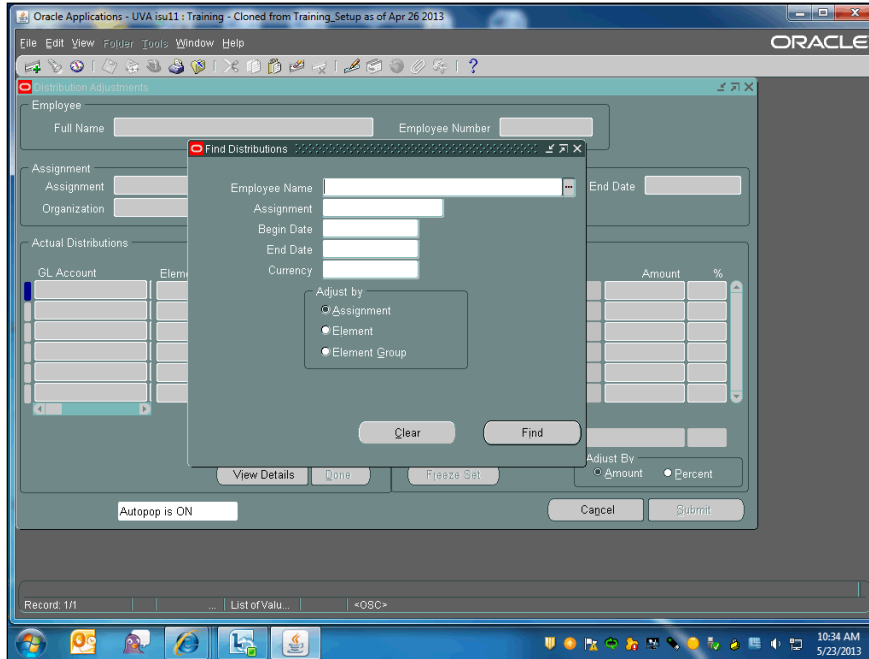 Oracle Applications - UVA isu11 : Training - Cloned from Training_Setup as of Apr 26 2013
File Edit View Folder Tools Window Help
ORACLE
Distribution Adjustments
Employee
Full Name
Employee Number
Find Distributions
Assignment
Assignment
Employee Name
...
End Date
Organization
Assignment
Begin Date
Actual Distributions
End Date
GL Account
Elem
Currency
Amount
%
Adjust by
Assignment
Element
Element Group
Clear
Find
View Details
Done
Freeze Set
Adjust By
Amount
Percent
Autopop is ON
Cancel
Submit
Record: 1/1
...
List of Valu...
<OSC>
10:34 AM
5/23/2013